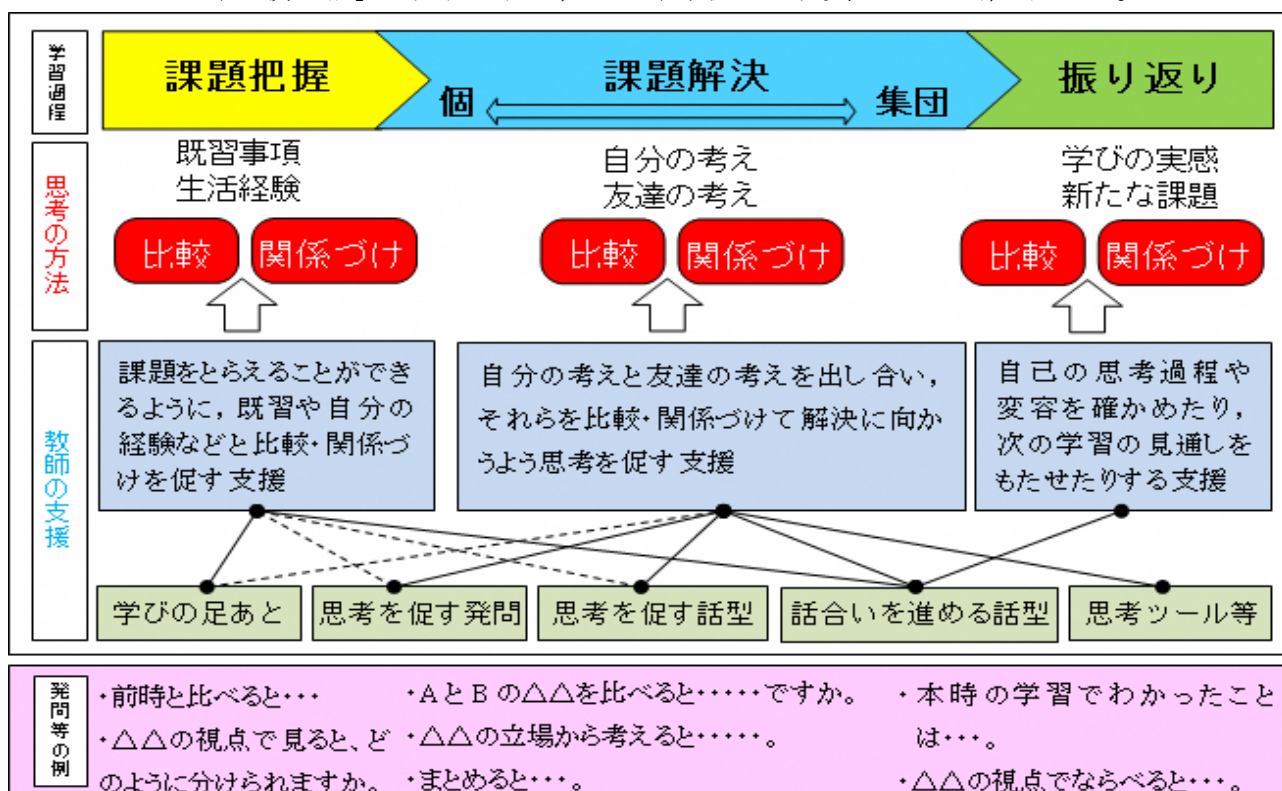 学習過程
課題把握
課題解決
個
集団
振り返り
思考の方法
既習事項
生活経験
比較
関係づけ
自分の考え
友達の考え
比較
関係づけ
学びの実感
新たな課題
比較
関係づけ
教師の支援
課題をとらえることができ
るように，既習や自分の
経験などと比較・関係づ
けを促す支援
自分の考えと友達の考えを出し合い，
それらを比較・関係づけて解決に向か
うよう思考を促す支援
自己の思考過程や
変容を確かめたり，
次の学習の見通しを
もたせたりする支援
学びの足あと
思考を促す発問
思考を促す話型
話合いを進める話型
思考ツール等
発問等の例
・前時と比べると・・・
・△△の視点で見ると、ど
のように分けられますか。
・AとBの△△を比べると・・・・・ですか。
・△△の立場から考えると・・・・・。
・まとめると・・・。
・本時の学習でわかったこと
は・・・。
・△△の視点でならべると・・・。